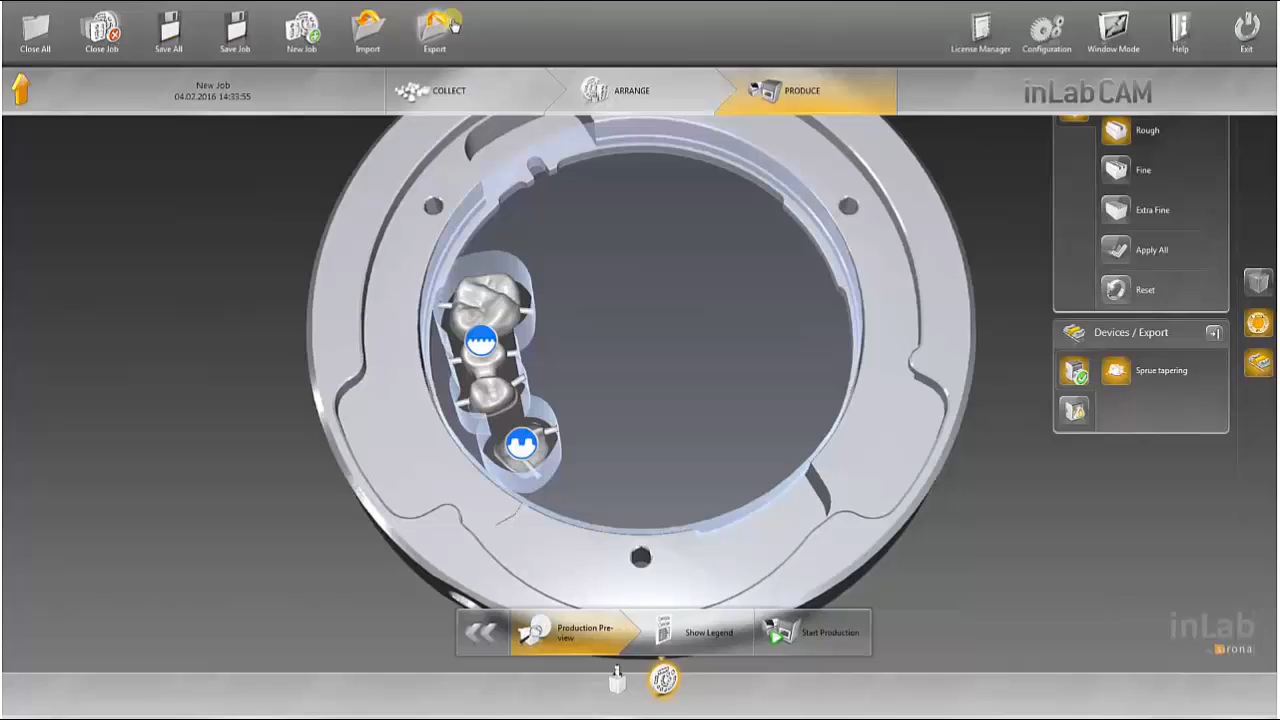 Close All
Close Job
Save All
Save Job
New Job
Import
Export
License Manager
Configuration
Window Mode
Help
Exit
New Job
04.02.2016 14:33:55
COLLECT
ARRANGE
PRODUCE
inLab CAM
Rough
Fine
Extra Fine
Apply All
Reset
Devices / Export
Sprue tapering
Production Pre-
view
Show Legend
Start Production
inLab
sirona